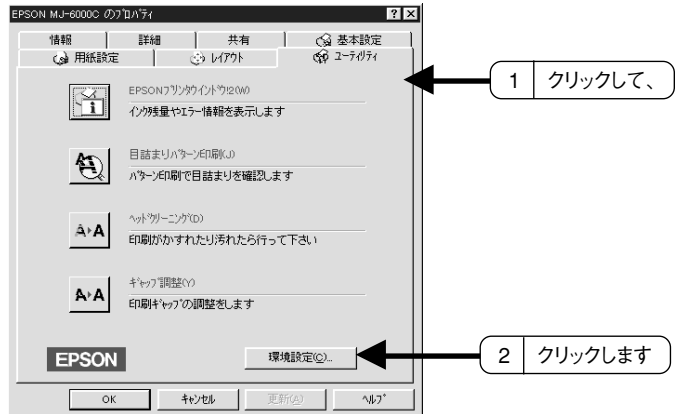 EPSON MJ-6000C のプロパティ
情報 詳細 共有 基本設定
用紙設定 レイアウト ユーティリティ
1 クリックして、
EPSONプリンタウインドウ!2(W)
インク残量やエラー情報を表示します
目詰まりパターン印刷(J)
パターン印刷で目詰まりを確認します
ヘッドクリーニング(D)
印刷がかすれたり汚れたら行って下さい
ギャップ調整(Y)
印刷ギャップの調整をします
EPSON
環境設定(C)...
2 クリックします
OK キャンセル 更新(A) ヘルプ